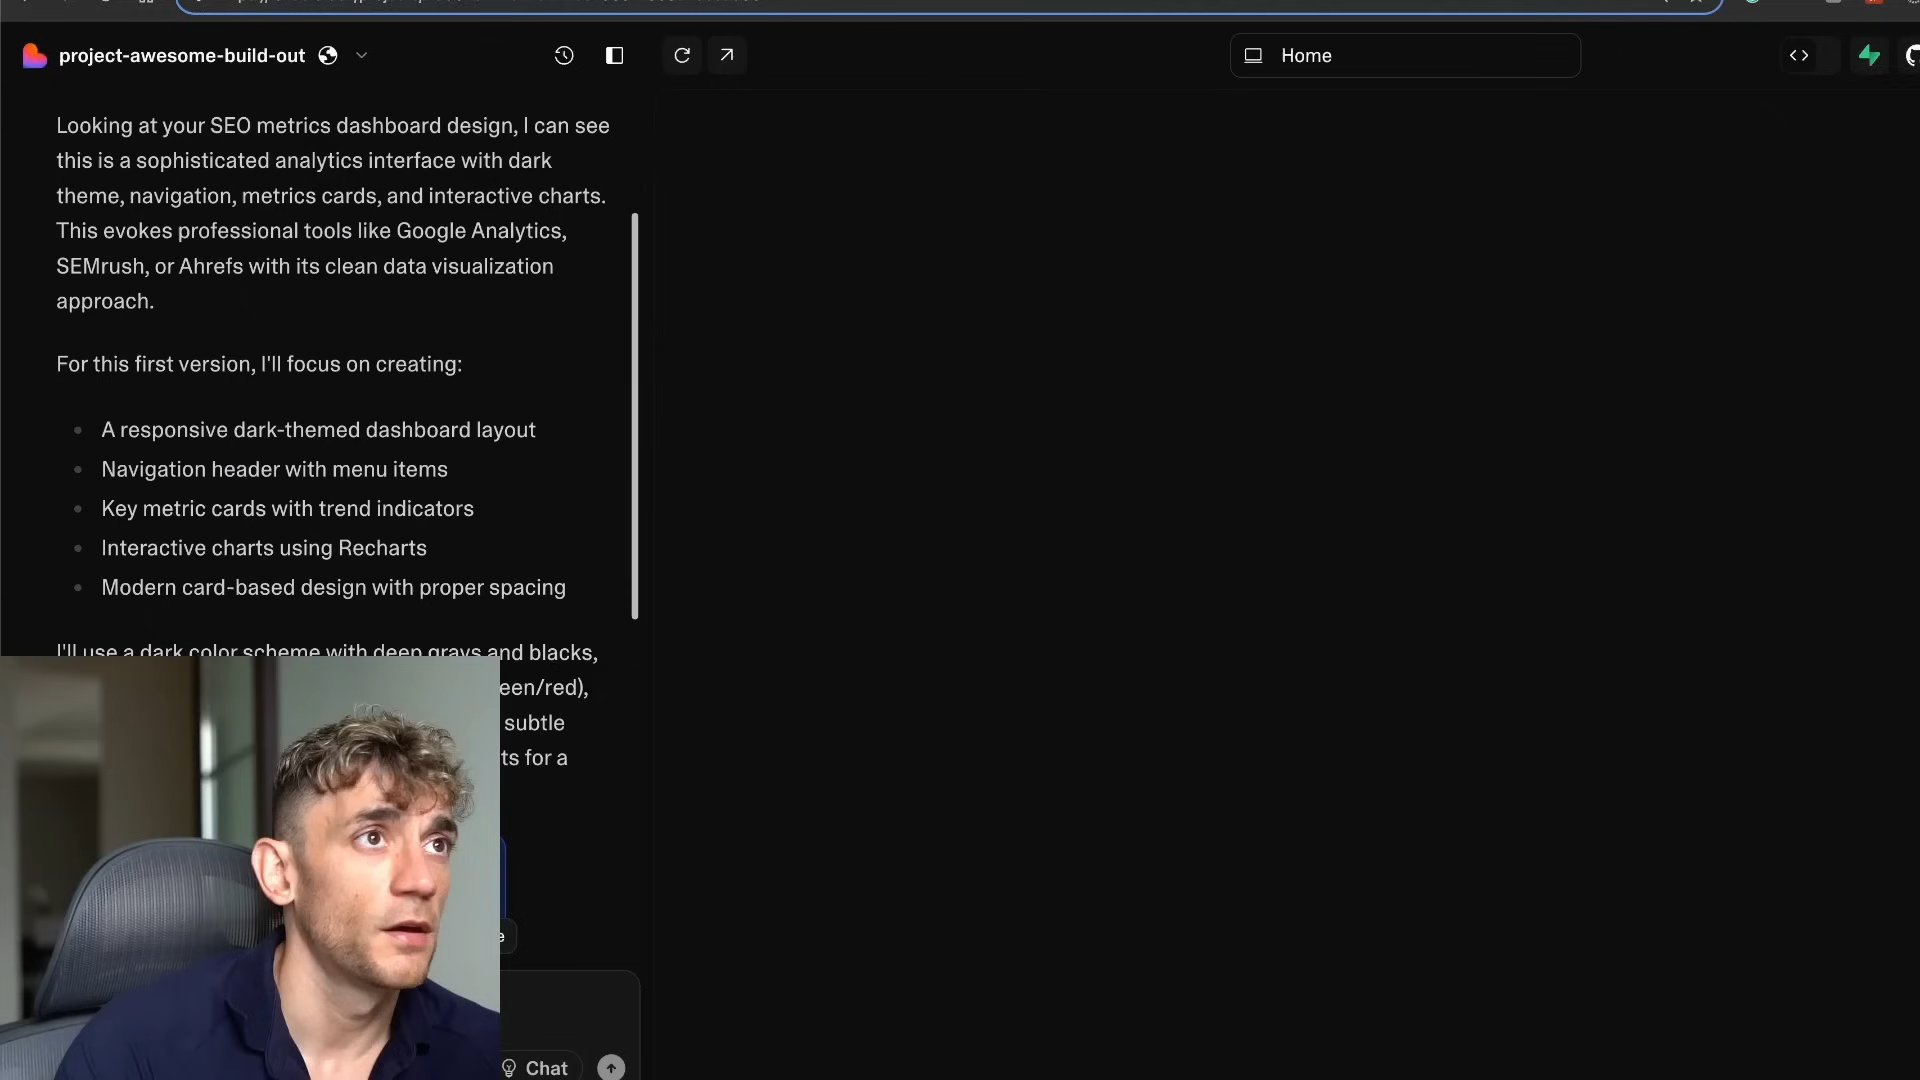 project-awesome-build-out
Home
Looking at your SEO metrics dashboard design, I can see
this is a sophisticated analytics interface with dark
theme, navigation, metrics cards, and interactive charts.
This evokes professional tools like Google Analytics,
SEMrush, or Ahrefs with its clean data visualization
approach.
For this first version, I'll focus on creating:
A responsive dark-themed dashboard layout
Navigation header with menu items
Key metric cards with trend indicators
Interactive charts using Recharts
Modern card-based design with proper spacing
I'll use a dark color scheme with deep grays and blacks,
een/red),
subtle
ts for a
e
Chat